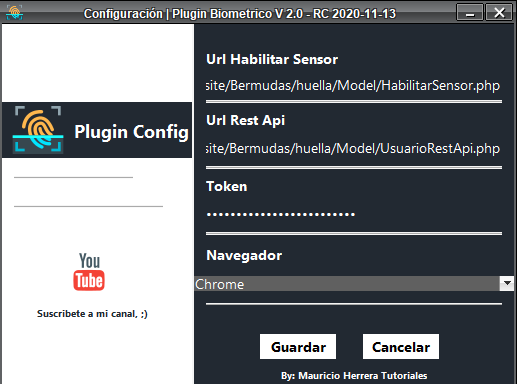 Configuración | Plugin Biometrico V 2.0 - RC 2020-11-13
Plugin Config
You
Tube
Suscribete a mi canal, ;)
Url Habilitar Sensor
site/Bermudas/huella/Model/HabilitarSensor.php
Url Rest Api
site/Bermudas/huella/Model/UsuarioRestApi.php
Token
•••••••••••••••••••••••••
Navegador
Chrome
Guardar
Cancelar
By: Mauricio Herrera Tutoriales